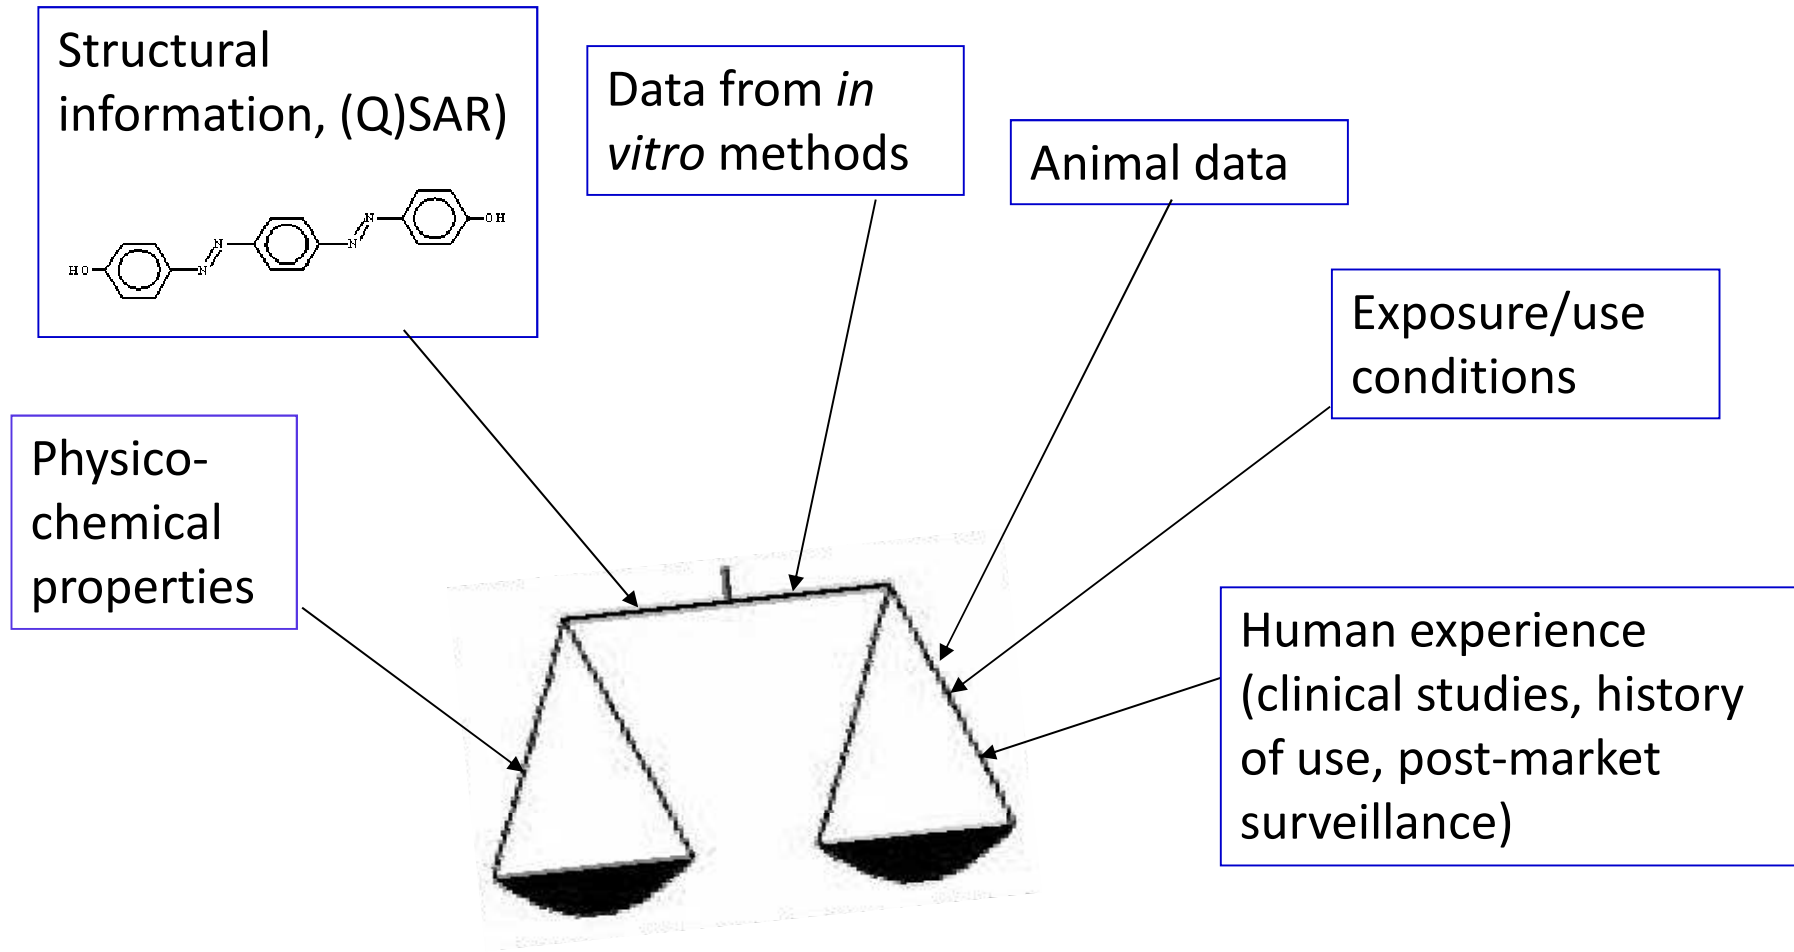 Structural
information, (Q)SAR)
HO
N
N
N
N
OH
Data from in
vitro methods
Animal data
Exposure/use
conditions
Physico-
chemical
properties
Human experience
(clinical studies, history
of use, post-market
surveillance)